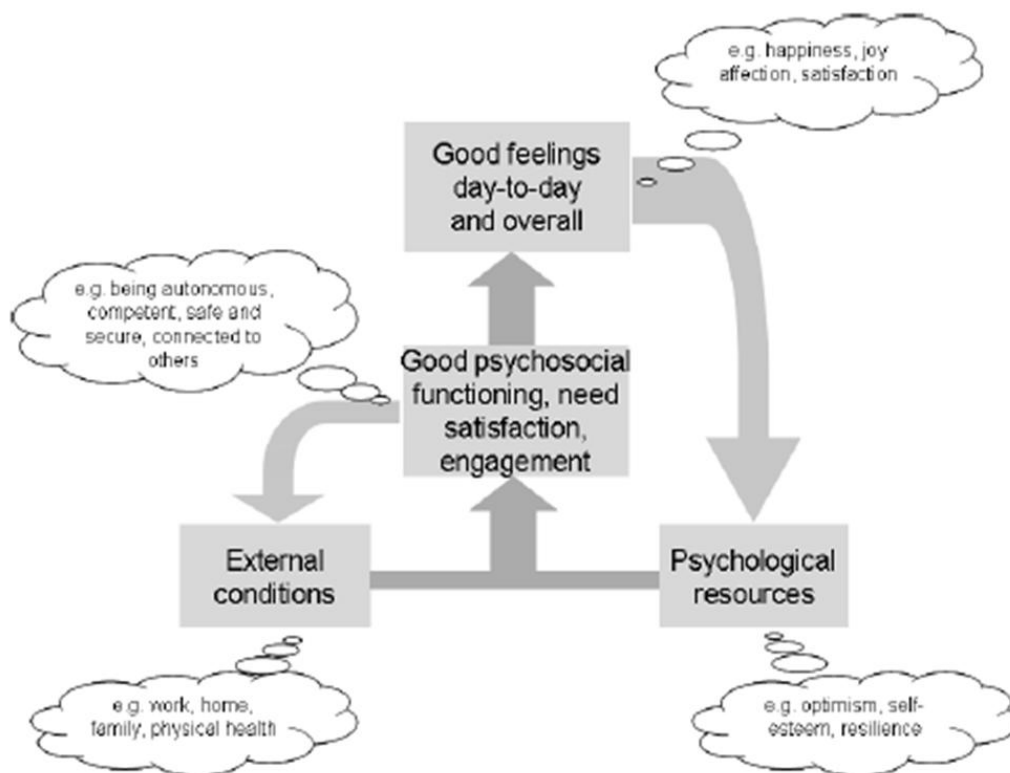 e.g. happiness, joy
affection, satisfaction
Good feelings
day-to-day
and overall
e.g. being autonomous,
competent, safe and
secure, connected to
others
Good psychosocial
functioning, need
satisfaction,
engagement
External
conditions
Psychological
resources
e.g. work, home,
family, physical health
e.g. optimism, self-
esteem, resilience